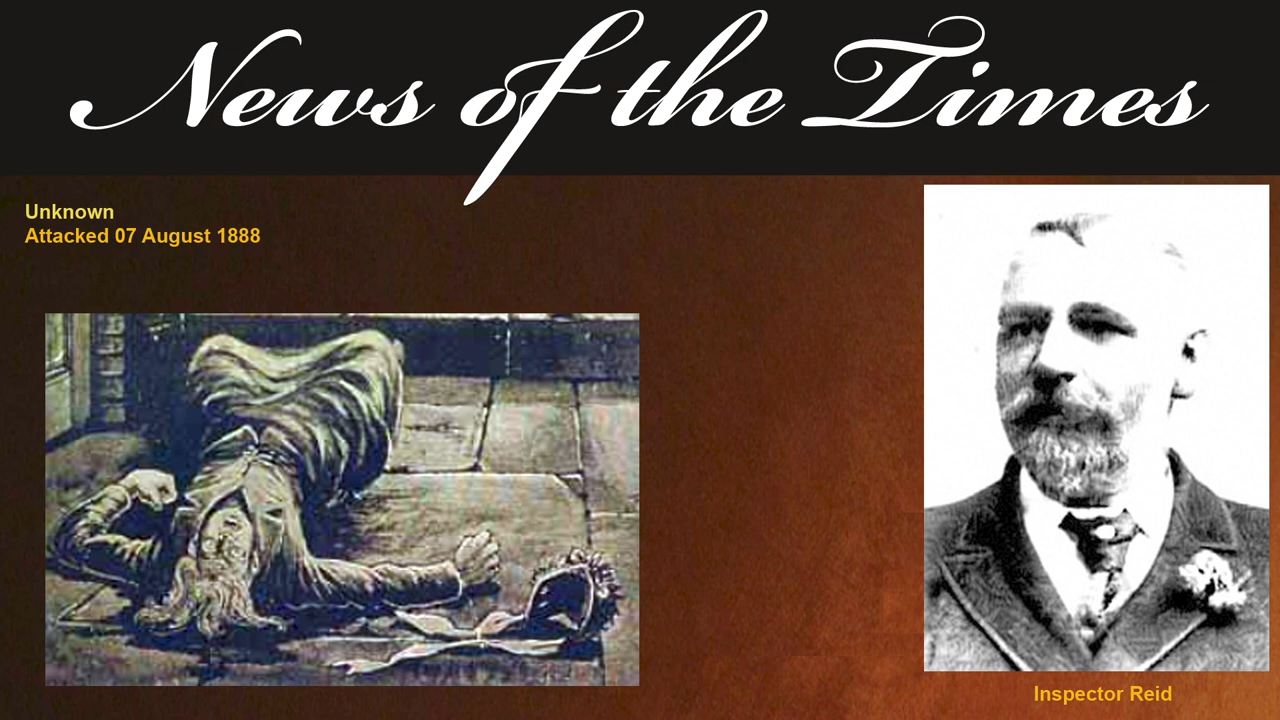 News of the Times
Unknown
Attacked 07 August 1888
Inspector Reid